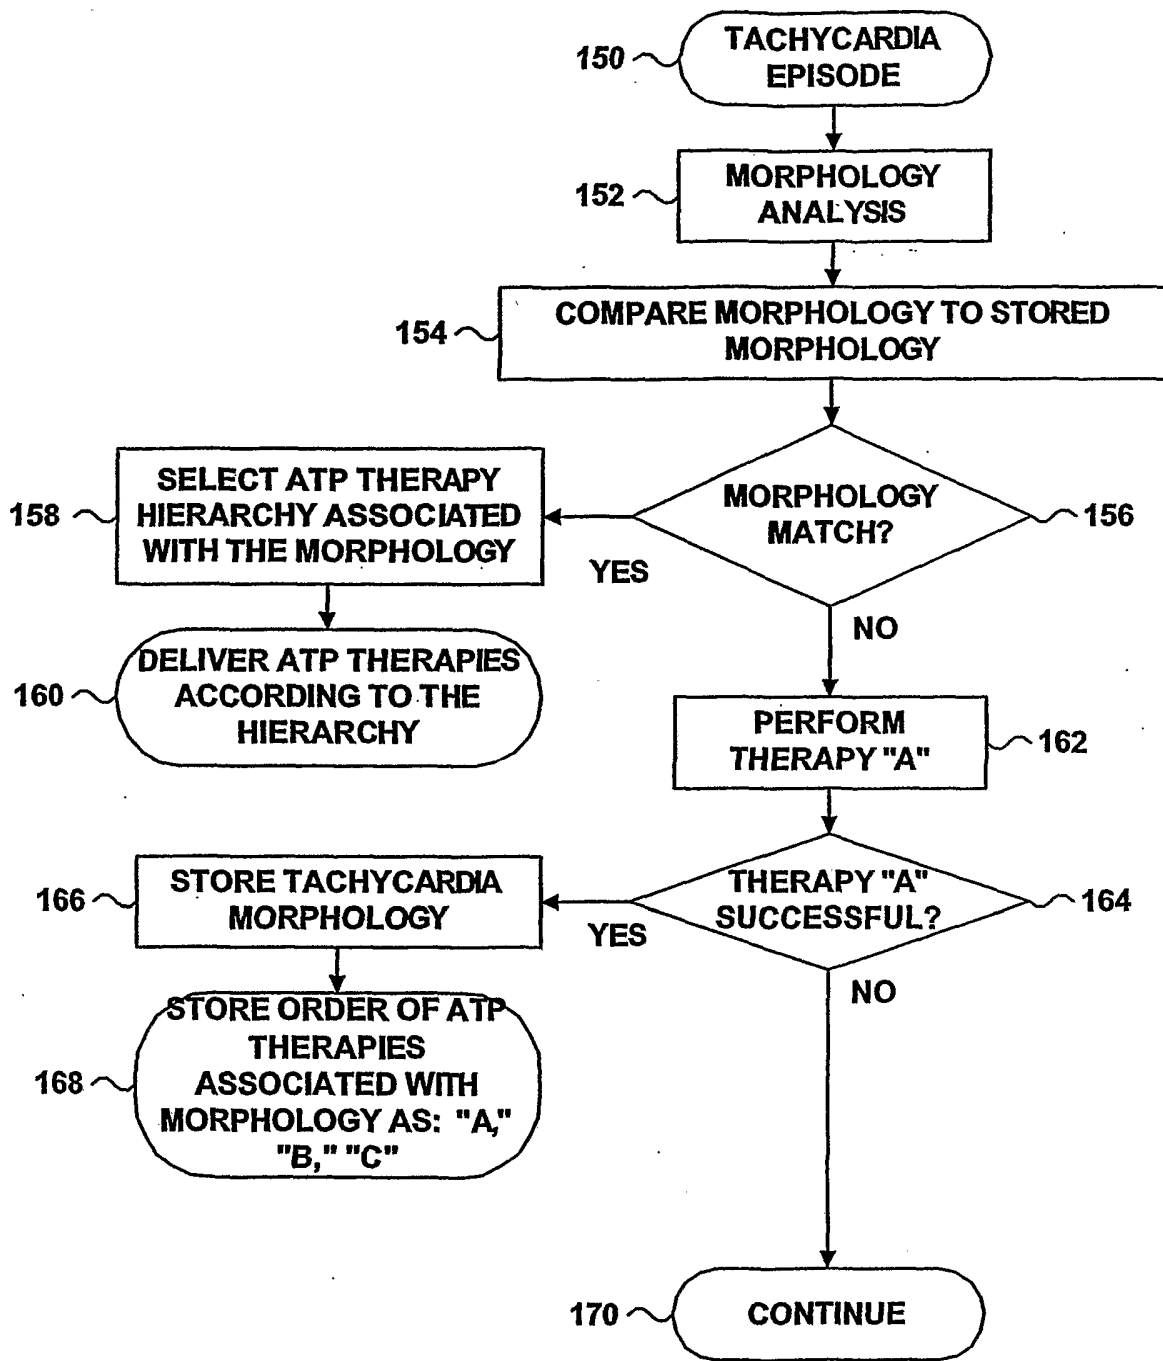 TACHYCARDIA
EPISODE
150
MORPHOLOGY
ANALYSIS
152
COMPARE MORPHOLOGY TO STORED
MORPHOLOGY
154
MORPHOLOGY
MATCH?
156
YES
NO
SELECT ATP THERAPY
HIERARCHY ASSOCIATED
WITH THE MORPHOLOGY
158
DELIVER ATP THERAPIES
ACCORDING TO THE
HIERARCHY
160
PERFORM
THERAPY "A"
162
THERAPY "A"
SUCCESSFUL?
164
YES
NO
STORE TACHYCARDIA
MORPHOLOGY
166
STORE ORDER OF ATP
THERAPIES
ASSOCIATED WITH
MORPHOLOGY AS: "A,"
"B," "C"
168
CONTINUE
170